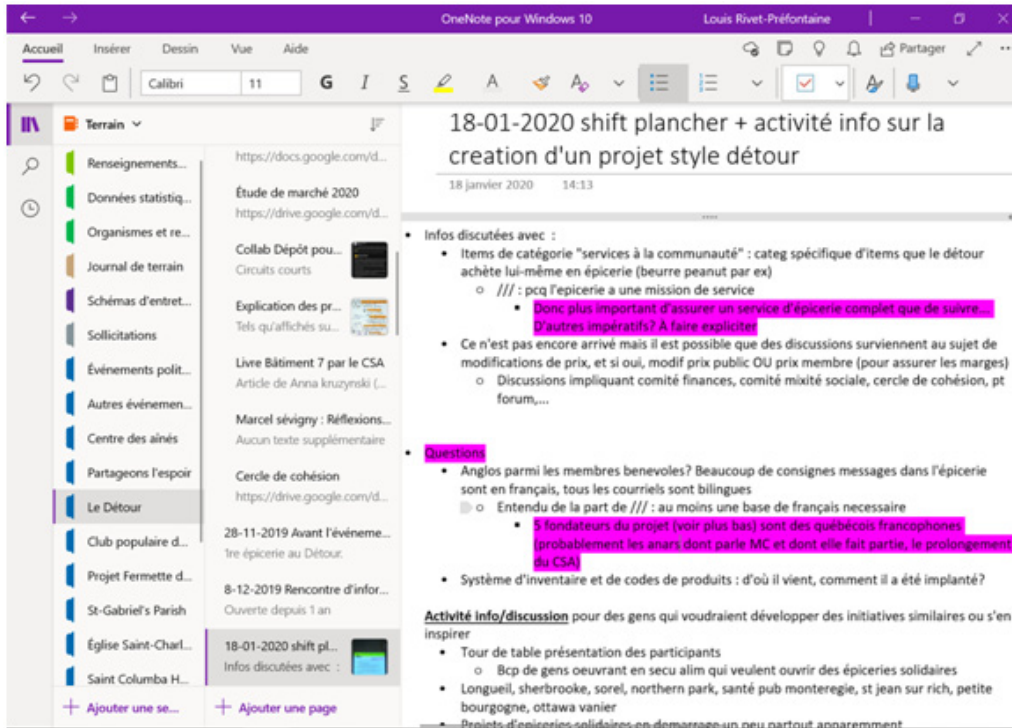 OneNote pour Windows 10
Louis Rivet-Préfontaine
Accueil Insérer Dessin Vue Aide
Partager
Calibri 11 G I S A
Terrain
Renseignements...
Données statistiq...
Organismes et re...
Journal de terrain
Schémas d'entret...
Sollicitations
Événements polit...
Autres événemen...
Centre des aînés
Partageons l'espoir
Le Détour
Club populaire d...
Projet Fermette d...
St-Gabriel's Parish
Église Saint-Charl...
Saint Columba H...
Ajouter une se...
https://docs.google.com/d...
Étude de marché 2020
https://drive.google.com/d...
Collab Dépôt pou...
Circuits courts
Explication des pr...
Tels qu'affichés su...
Livre Bâtiment 7 par le CSA
Article de Anna kruzynski (...
Marcel sévigny : Réflexions...
Aucun texte supplémentaire
Cercle de cohésion
https://drive.google.com/d...
28-11-2019 Avant l'événeme...
1re épicerie au Détour.
8-12-2019 Rencontre d'infor...
Ouverte depuis 1 an
18-01-2020 shift pl...
Infos discutées avec :
Ajouter une page
18-01-2020 shift plancher + activité info sur la
creation d'un projet style détour
18 janvier 2020 14:13
Infos discutées avec :
Items de catégorie "services à la communauté" : categ spécifique d'items que le détour
achète lui-même en épicerie (beurre peanut par ex)
/// : pcq l'epicerie a une mission de service
Donc plus important d'assurer un service d'épicerie complet que de suivre...
D'autres impératifs? A faire expliciter
Ce n'est pas encore arrivé mais il est possible que des discussions surviennent au sujet de
modifications de prix, et si oui, modif prix public OU prix membre (pour assurer les marges)
Discussions impliquant comité finances, comité mixité sociale, cercle de cohésion, pt
forum,...
Questions
Anglos parmi les membres benevoles? Beaucoup de consignes messages dans l'épicerie
sont en français, tous les courriels sont bilingues
Entendu de la part de /// : au moins une base de français necessaire
5 fondateurs du projet (voir plus bas) sont des québécois francophones
(probablement les anars dont parle MC et dont elle fait partie, le prolongement
du CSA)
Système d'inventaire et de codes de produits : d'où il vient, comment il a été implanté?
Activité info/discussion pour des gens qui voudraient développer des initiatives similaires ou s'en
inspirer
Tour de table présentation des participants
Bcp de gens oeuvrant en secu alim qui veulent ouvrir des épiceries solidaires
Longueil, sherbrooke, sorel, northern park, santé pub monteregie, st jean sur rich, petite
bourgogne, ottawa vanier
Projets d'epiceries solidaires en demarrage un peu partout apparemment